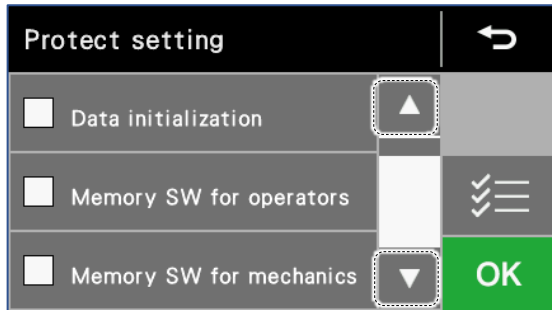 Protect setting
Data initialization
Memory SW for operators
Memory SW for mechanics
OK